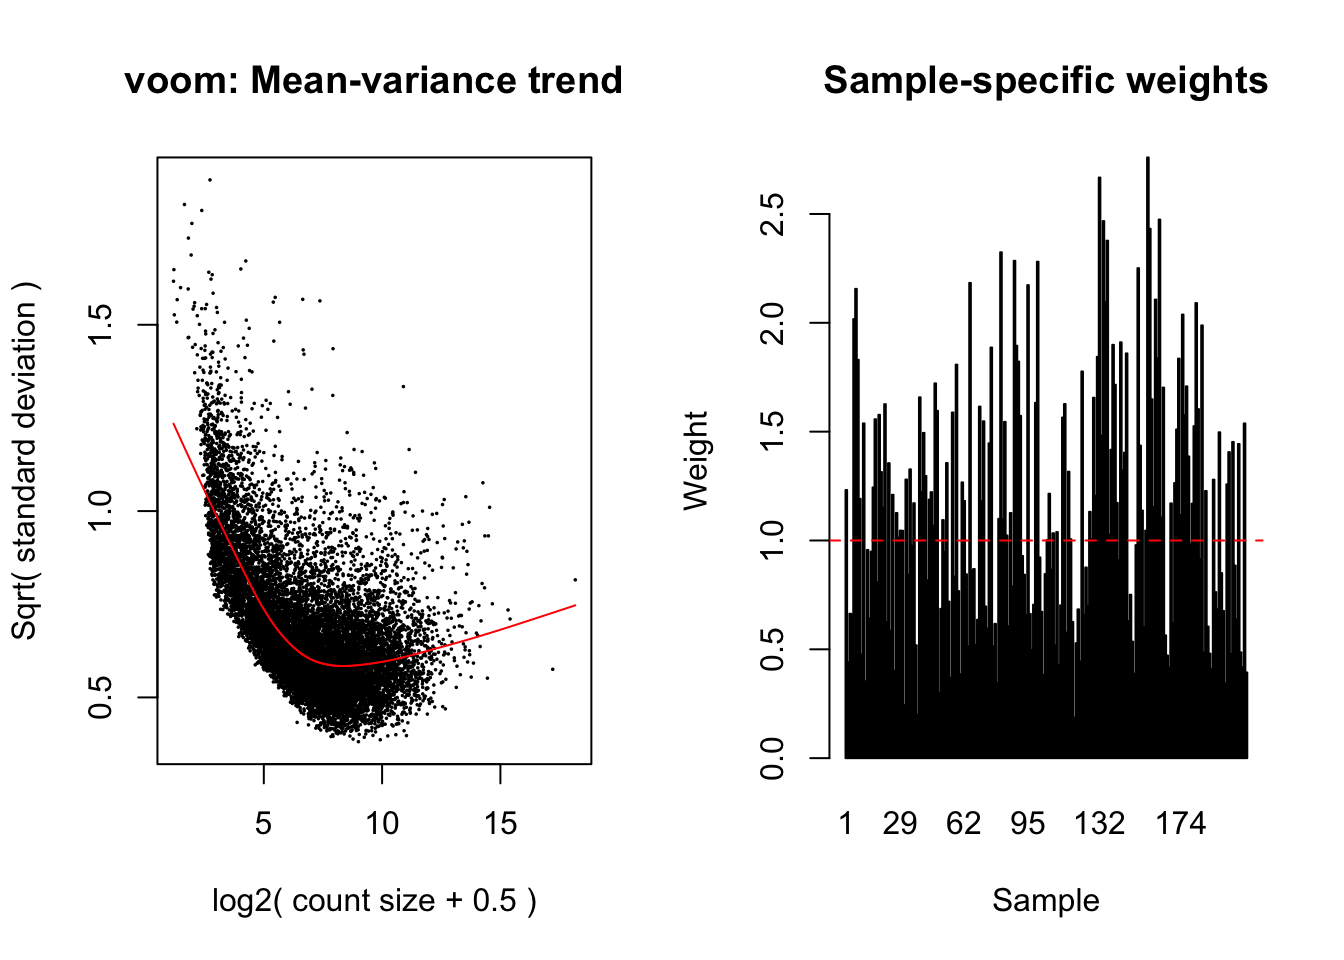 voom: Mean-variance trend
Sqrt( standard deviation )
1.5
1.0
0.5
5 10 15
log2( count size + 0.5 )
Sample-specific weights
Weight
2.5
2.0
1.5
1.0
0.5
0.0
1 29 62 95 132 174
Sample